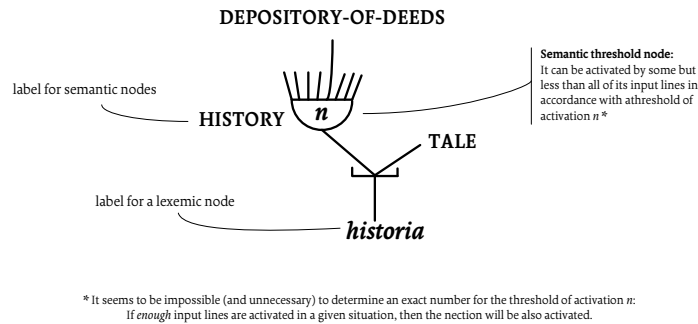 DEPOSITORY-OF-DEEDS
Semantic threshold node:
It can be activated by some but
less than all of its input lines in
accordance with athreshold of
activation n *
label for semantic nodes
HISTORY
n
TALE
label for a lexemic node
historia
* It seems to be impossible (and unnecessary) to determine an exact number for the threshold of activation n:
If enough input lines are activated in a given situation, then the nection will be also activated.